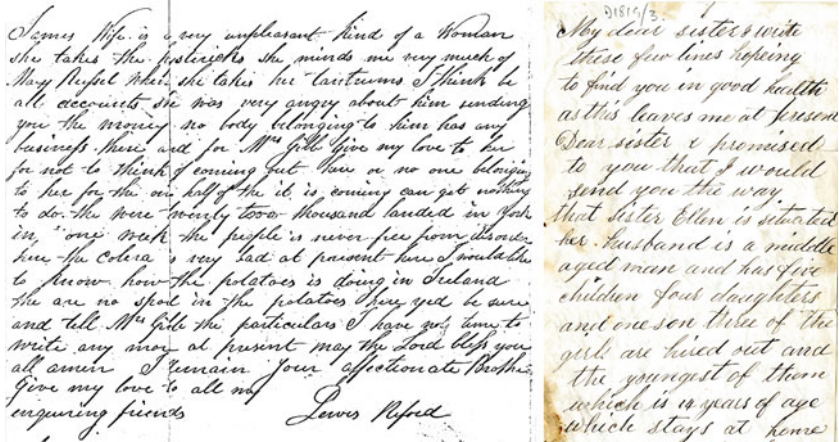 James Wife is a very unpleasant kind of a Woman
she takes the hystericks she minds me very much of
Mary Russel when she takes her tantrums I think be
all accounts she was very angry about him sending
you the money no body belonging to him has any
business there and for Mrs Gibb Give my love to her
for not to think of coming out here or no one belonging
to her for the one half of the it is coming can get nothing
to do. the were twenty too thousand landed in York
in one week the people is never free from disorder
here the colera is very bad at present here I would like
to know how the potatoes is doing in Ireland
the are no spod in the potatoes here yed be sure
and tell Mrs Gibb the particulars I have not time to
write any more at present may the Lord bless you
all amen I remain your affectionate Brother
Give my love to all my
enquiring friends Lewis
D1819/3
My dear sister I write
these few lines hopeing
to find you in good health
as this leaves me at present
Dear sister I promised
to you that I would
send you the way
that sister Ellen is situated
her husband is a middle
aged man and has five
children four daughters
and one son three of the
girls are hired out and
the youngest of them
which is 14 years of age
which stays at home